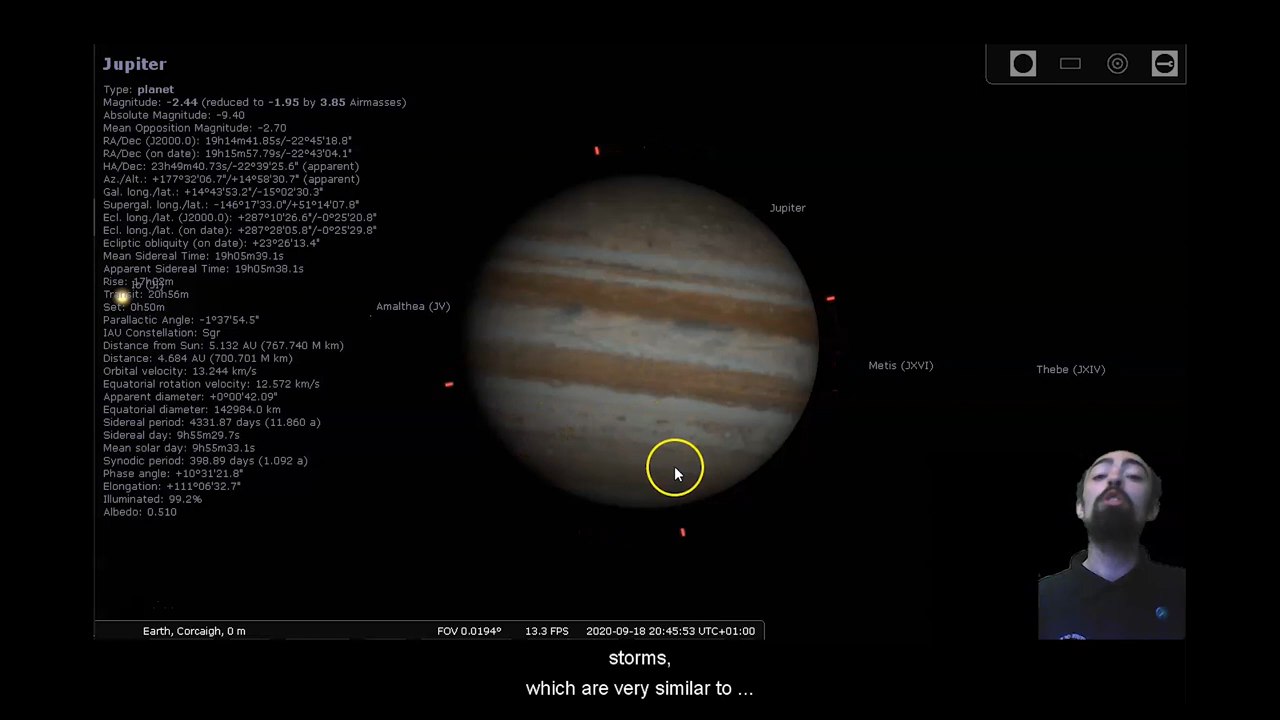 Jupiter
Type: planet
Magnitude: -2.44 (reduced to -1.95 by 3.85 Airmasses)
Absolute Magnitude: -9.40
Mean Opposition Magnitude: -2.70
RA/Dec (J2000.0): 19h14m41.85s/-22°45'18.8"
RA/Dec (on date): 19h15m57.79s/-22°43'04.1"
HA/Dec: 23h49m40.73s/-22°39'25.6" (apparent)
Az./Alt.: +177°32'06.7"/+14°58'30.7" (apparent)
Gal. long./lat.: +14°43'53.2"/-15°02'30.3"
Supergal. long./lat.: -146°17'33.0"/+51°14'07.8"
Ecl. long./lat. (J2000.0): +287°10'26.6"/-0°25'20.8"
Ecl. long./lat. (on date): +287°28'05.8"/-0°25'29.8"
Ecliptic obliquity (on date): +23°26'13.4"
Mean Sidereal Time: 19h05m39.1s
Apparent Sidereal Time: 19h05m38.1s
Rise: 17h02m
Transit: 20h56m
Set: 0h50m
Parallactic Angle: -1°37'54.5"
IAU Constellation: Sgr
Distance from Sun: 5.132 AU (767.740 M km)
Distance: 4.684 AU (700.701 M km)
Orbital velocity: 13.244 km/s
Equatorial rotation velocity: 12.572 km/s
Apparent diameter: +0°00'42.09"
Equatorial diameter: 142984.0 km
Sidereal period: 4331.87 days (11.860 a)
Sidereal day: 9h55m29.7s
Mean solar day: 9h55m33.1s
Synodic period: 398.89 days (1.092 a)
Phase angle: +10°31'21.8"
Elongation: +111°06'32.7"
Illuminated: 99.2%
Albedo: 0.510
Jupiter
Amalthea (JV)
Metis (JXVI)
Thebe (JXIV)
Earth, Corcaigh, 0 m
FOV 0.0194°
13.3 FPS
2020-09-18 20:45:53 UTC+01:00
storms,
which are very similar to ...